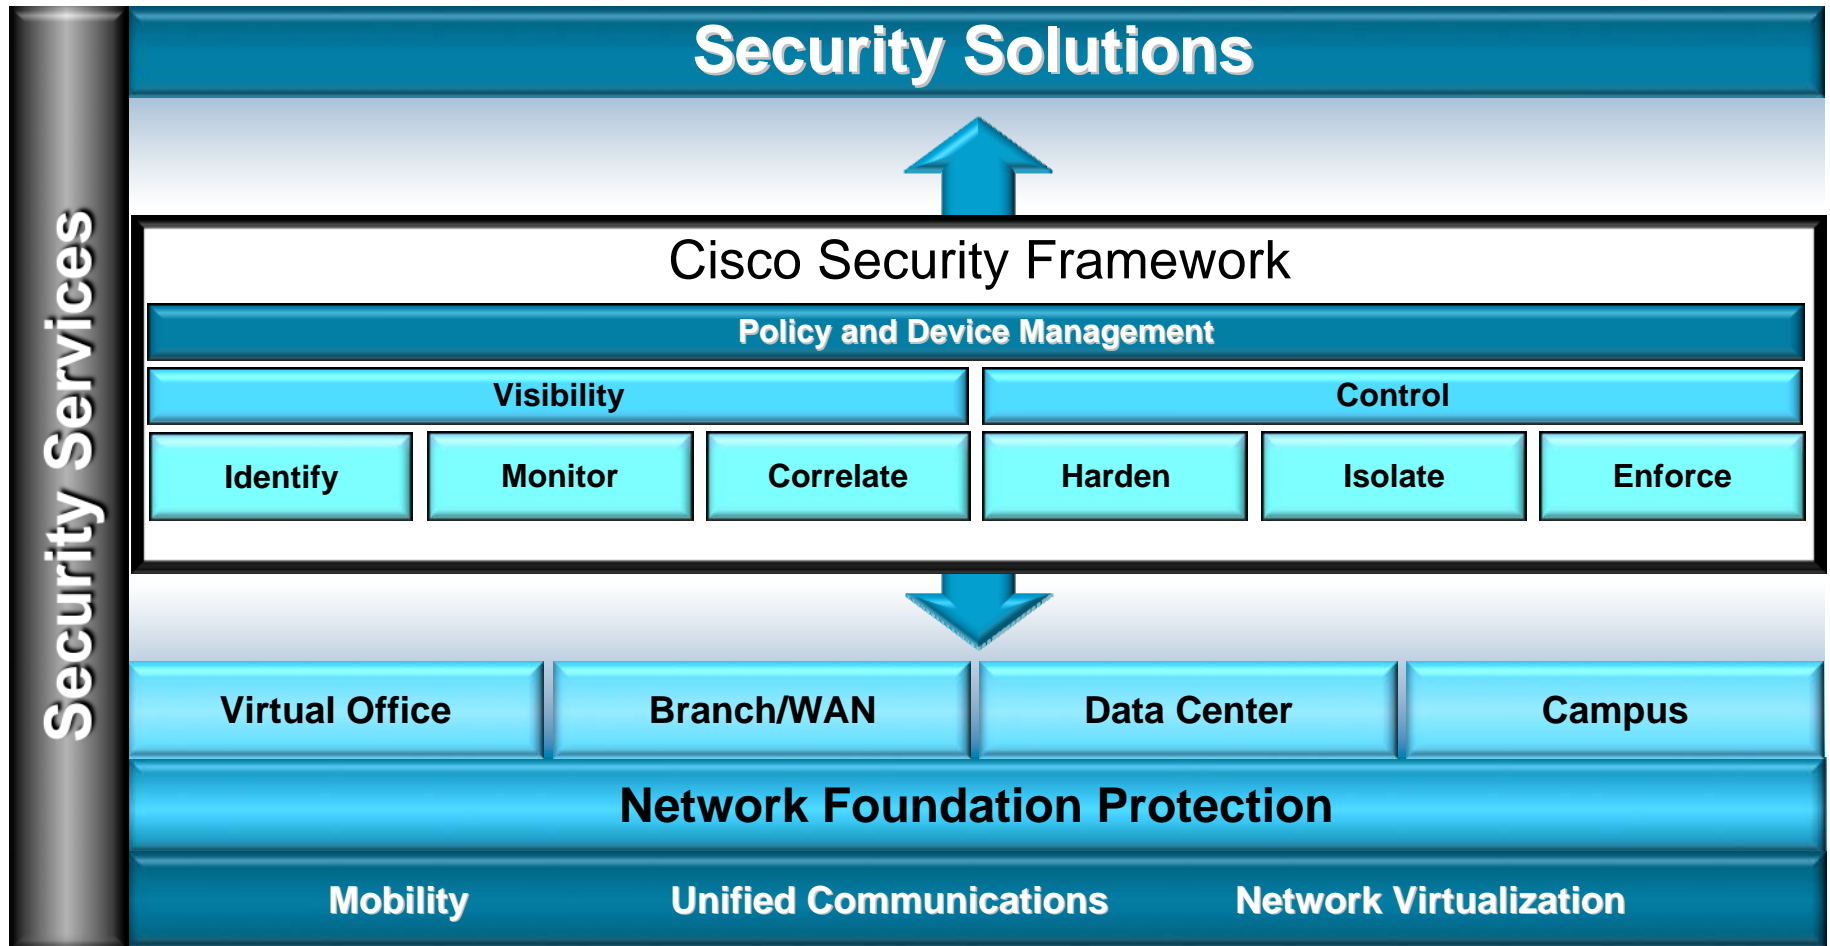 Security Solutions
Security Services
Cisco Security Framework
Policy and Device Management
Visibility
Control
Identify
Monitor
Correlate
Harden
Isolate
Enforce
Virtual Office
Branch/WAN
Data Center
Campus
Network Foundation Protection
Mobility
Unified Communications
Network Virtualization